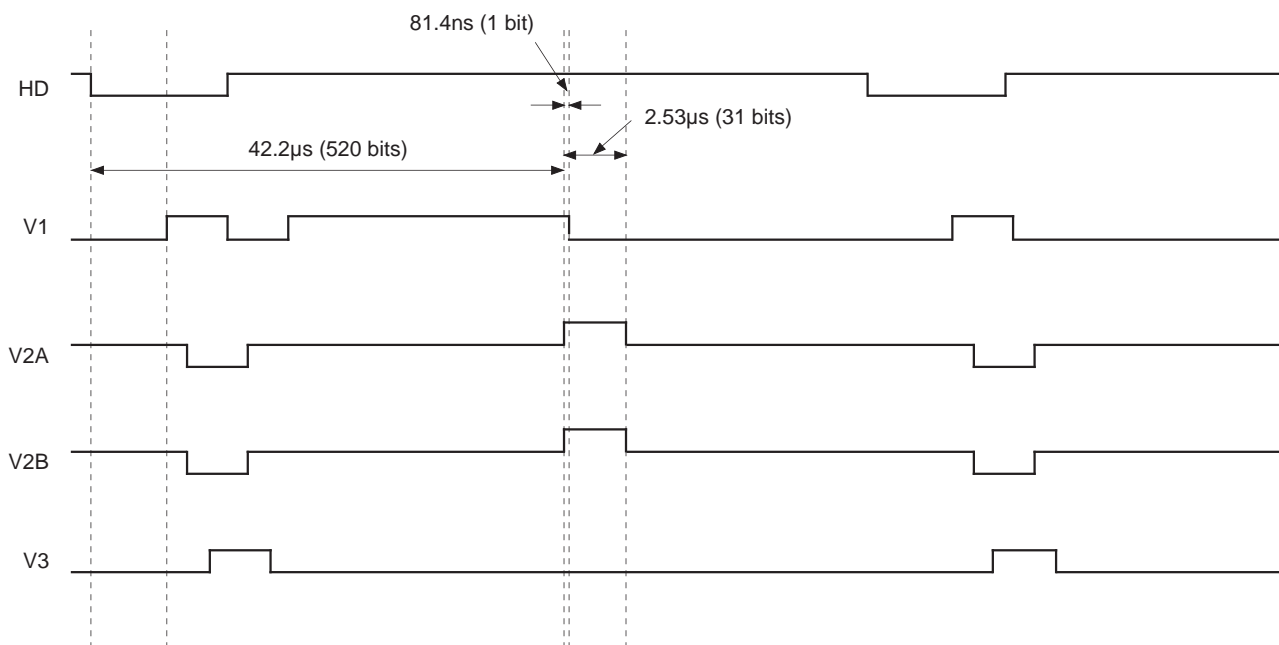 81.4ns (1 bit)
HD
2.53µs (31 bits)
42.2µs (520 bits)
V1
V2A
V2B
V3